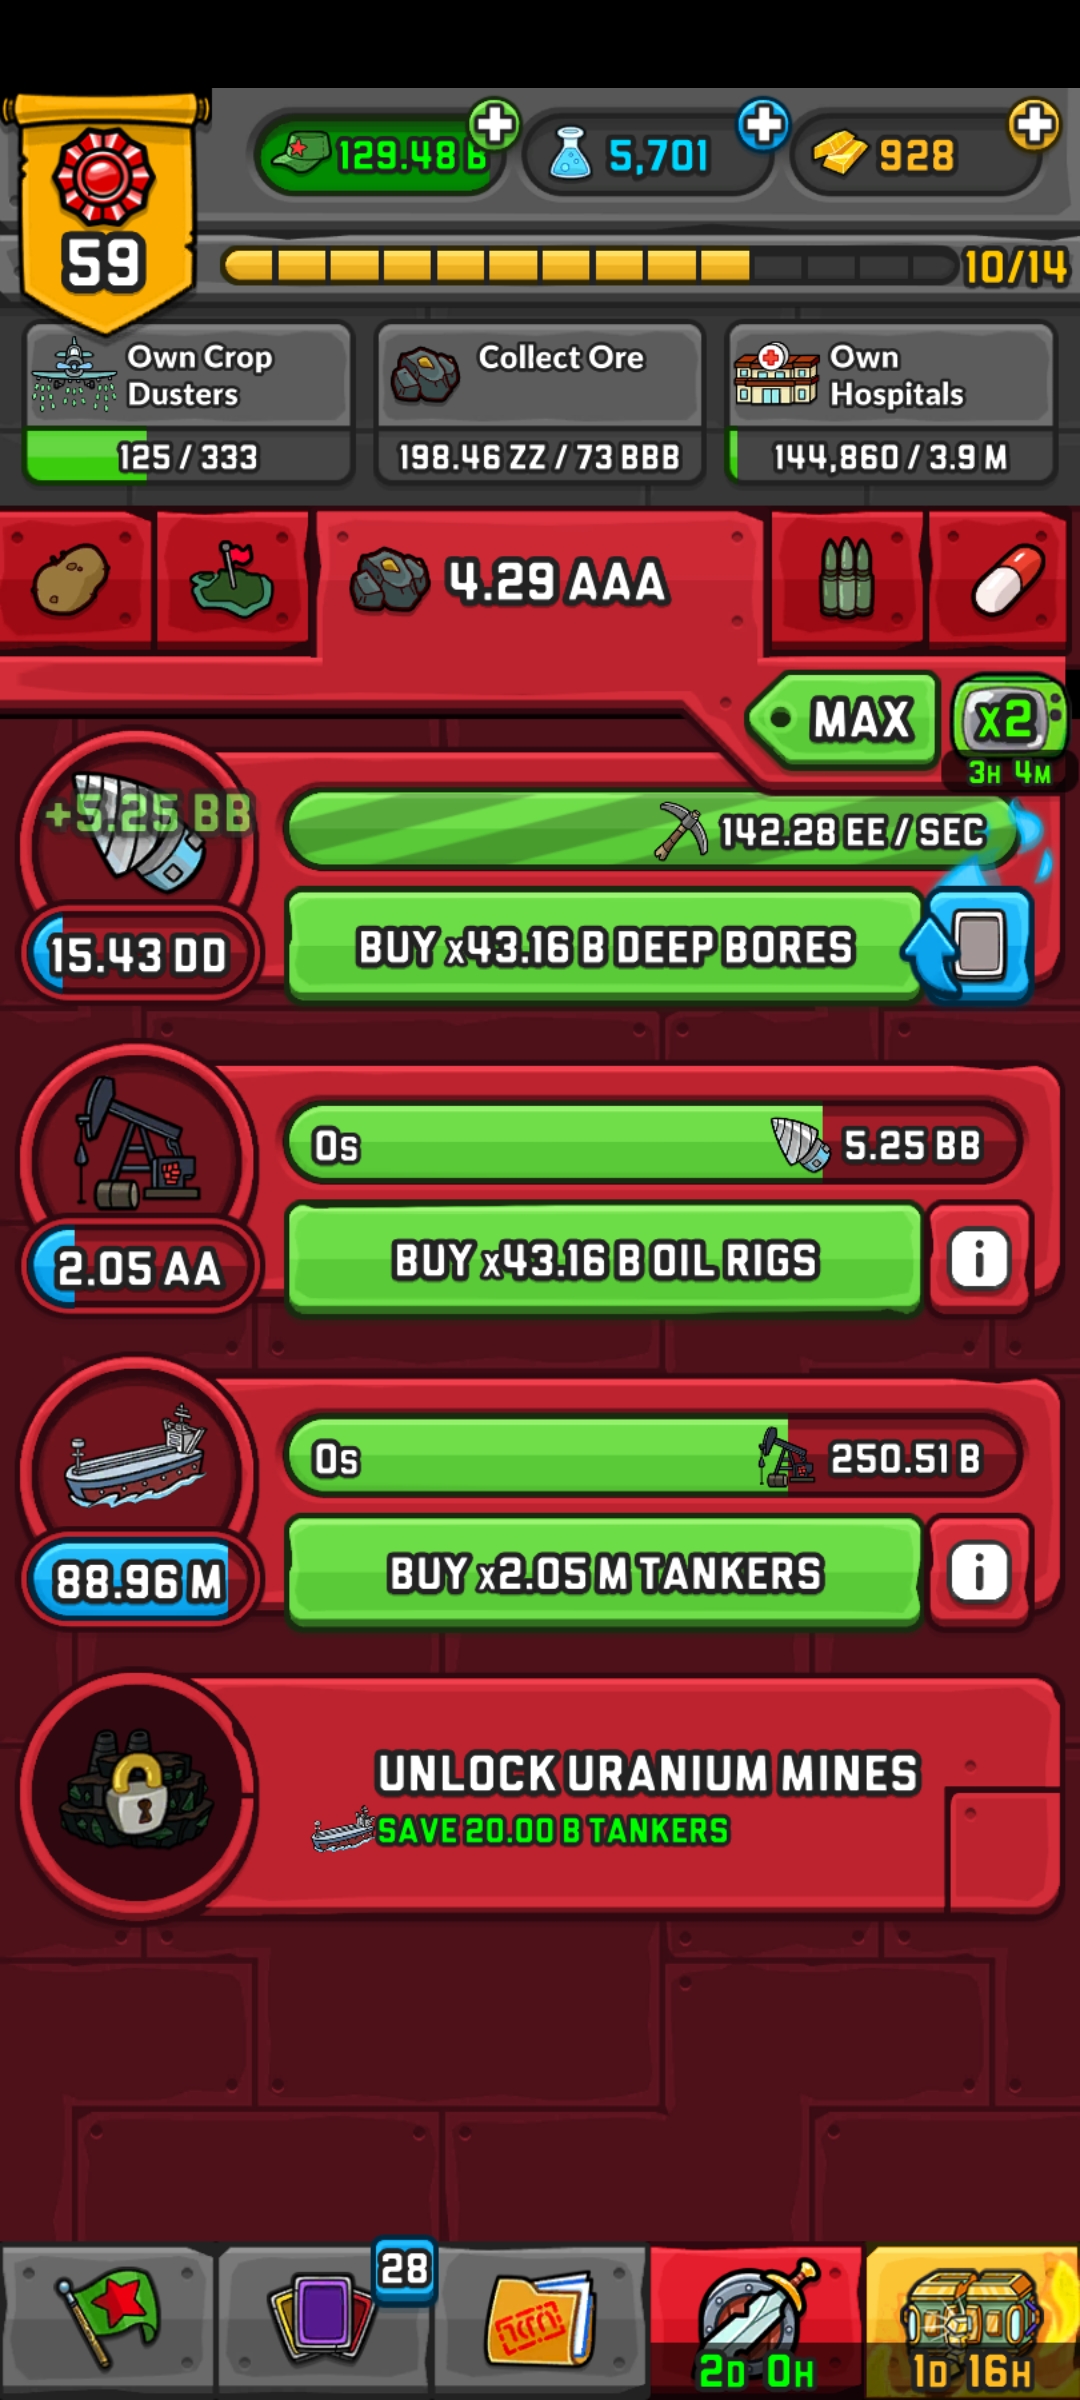 129.48 B
5,701
928
59
10/14
Own Crop
Dusters
125 / 333
Collect Ore
198.46 ZZ / 73 BBB
Own
Hospitals
144,860 / 3.9 M
4.29 AAA
MAX
x2
3H 4M
+5.25 BB
142.28 EE / SEC
15.43 DD
BUY x43.16 B DEEP BORES
0s
5.25 BB
2.05 AA
BUY x43.16 B OIL RIGS
i
0s
250.51 B
88.96 M
BUY x2.05 M TANKERS
i
UNLOCK URANIUM MINES
SAVE 20.00 B TANKERS
28
2D 0H
1D 16H